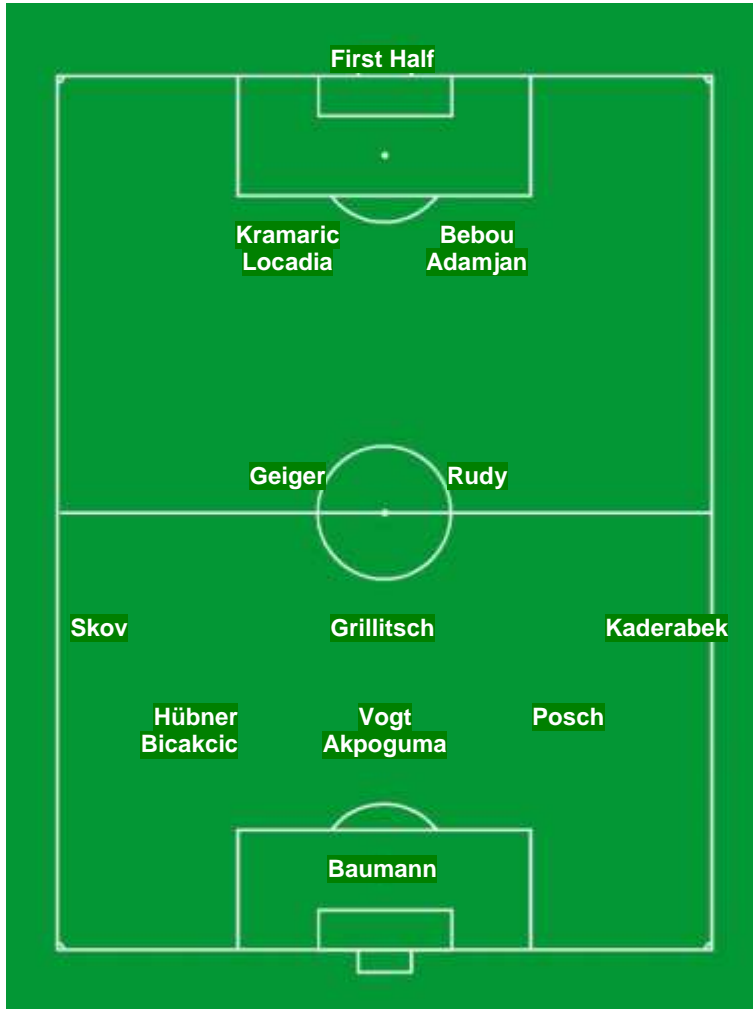 First Half
Kramaric Bebou
Locadia Adamjan
Geiger Rudy
Skov Grillitsch Kaderabek
Hübner Vogt Posch
Bicakcic Akpoguma
Baumann